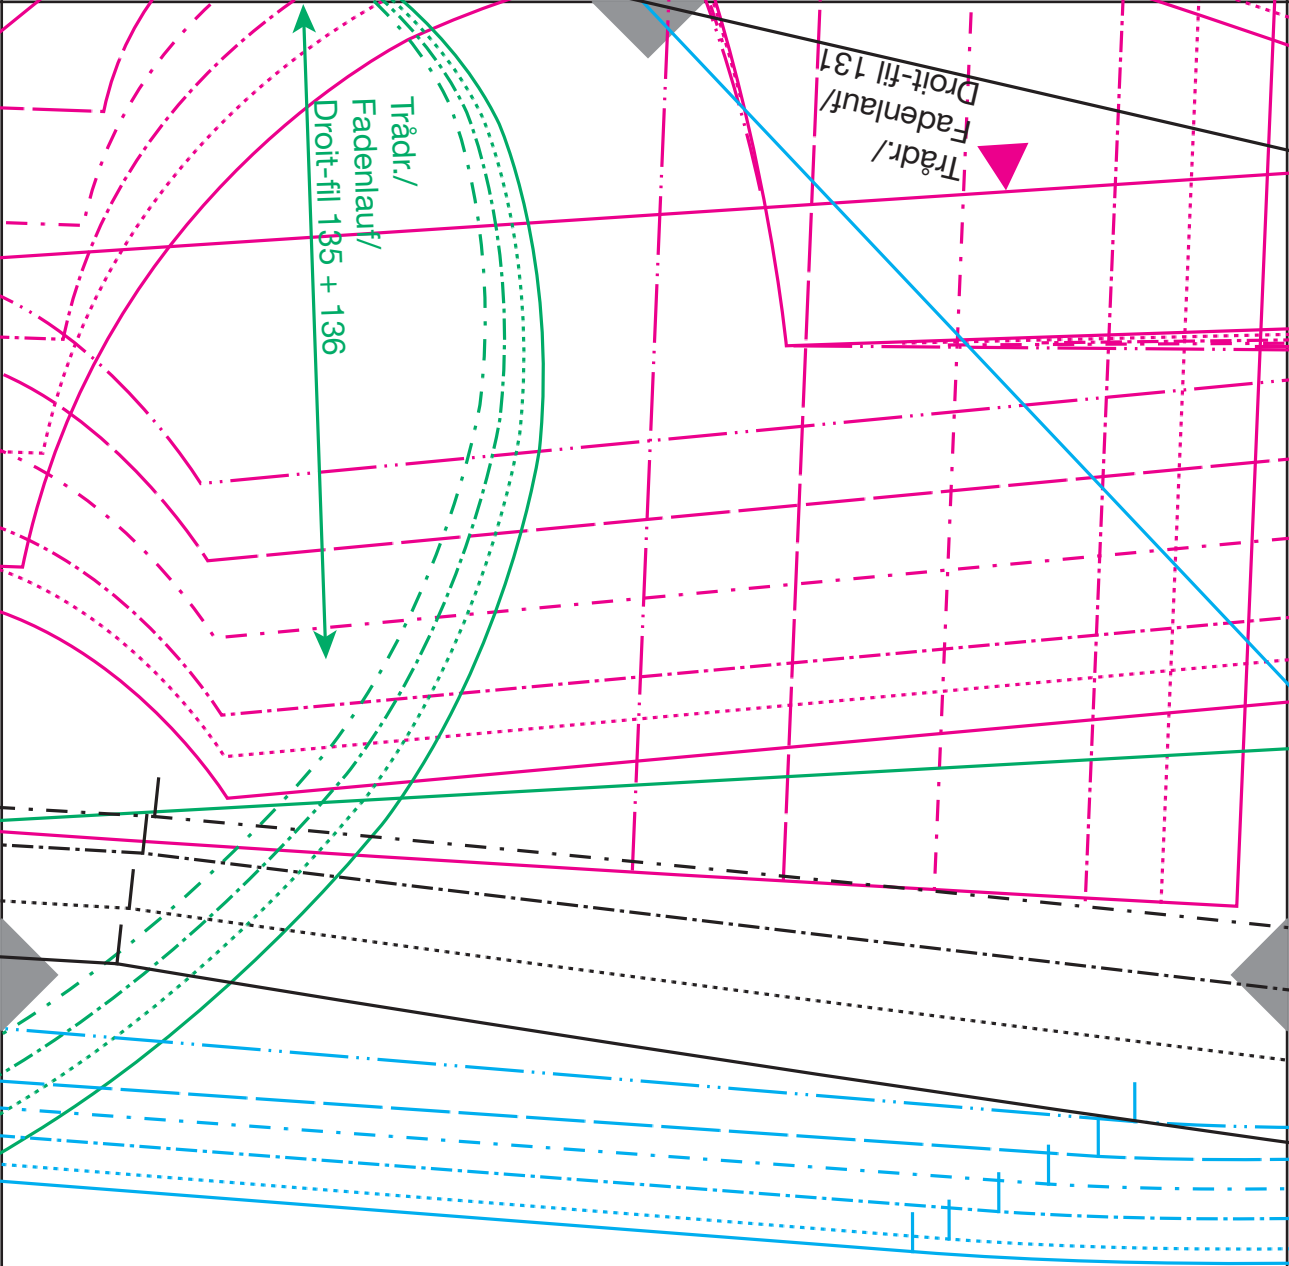 Trådr./
Fadenlauf/
Droit-fil 135 + 136
Trådr./
Fadenlauf/
Droit-fil 131